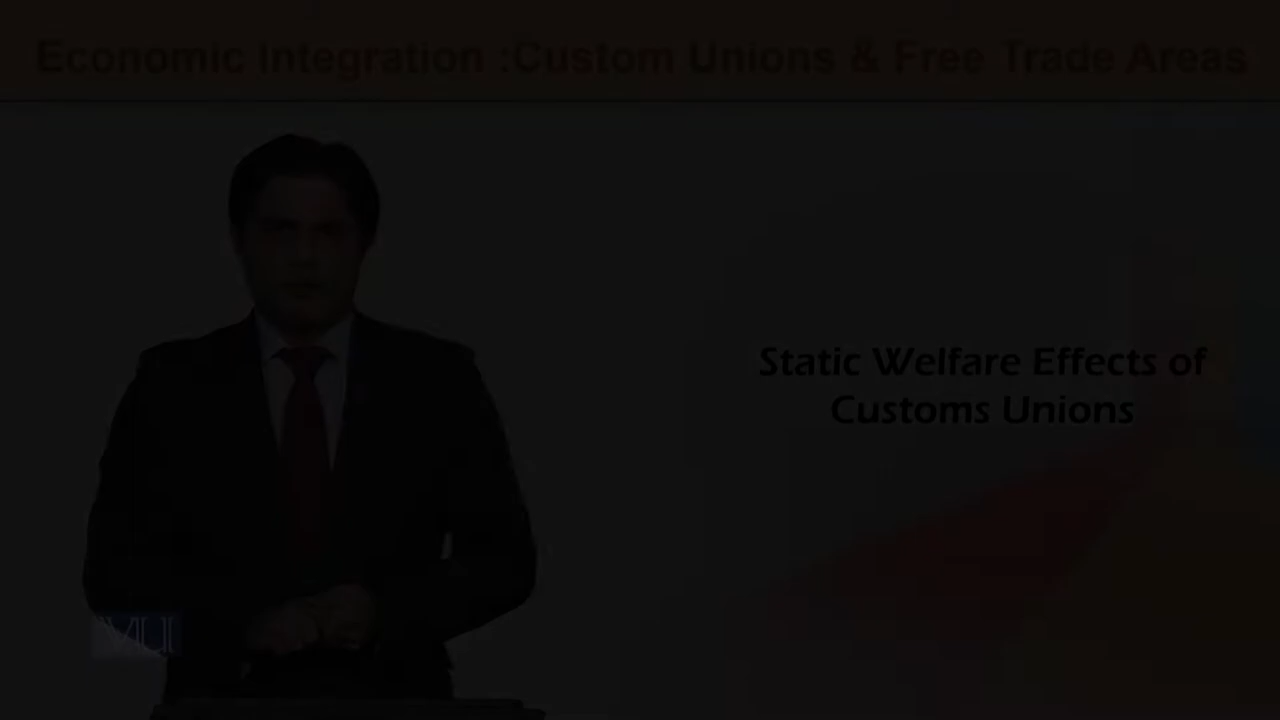 Economic Integration :Custom Unions & Free Trade Areas
Static Welfare Effects of
Customs Unions